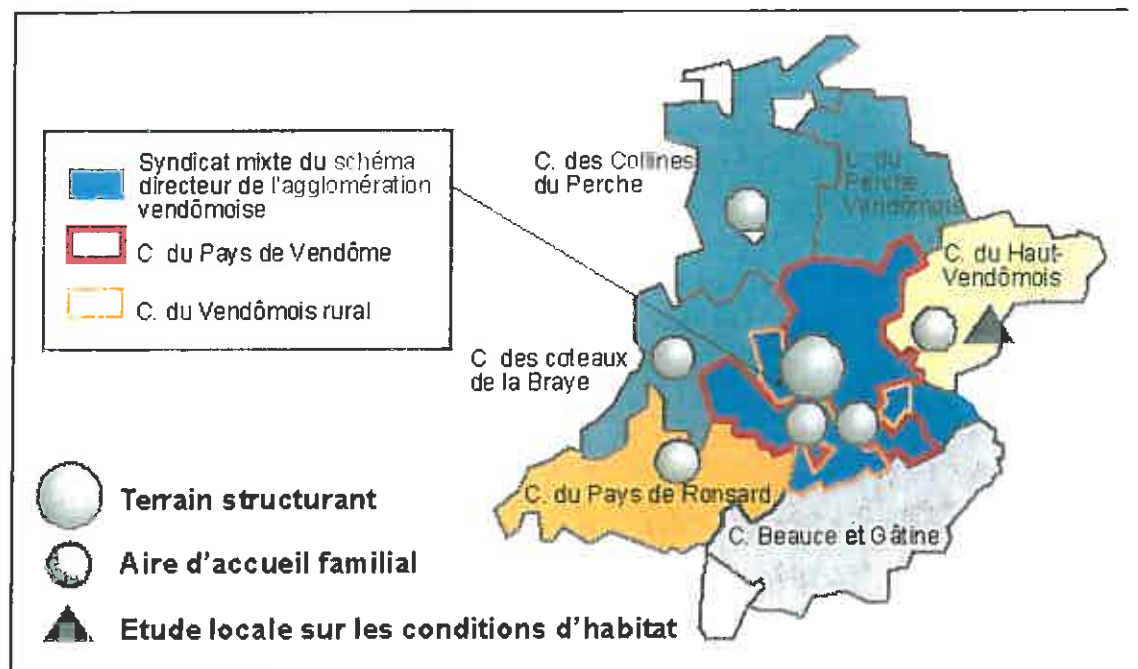 Syndicat mixte du schéma
directeur de l'agglomération
vendômoise
C du Pays de Vendôme
C. du Vendômois rural
C. des Collines
du Perche
C. du
Perche
Vendômois
C. du Haut-
Vendômois
C des coteaux
de la Braye
C. du Pays de Ronsard
C. Beauce et Gâtine
Terrain structurant
Aire d'accueil familial
Etude locale sur les conditions d'habitat